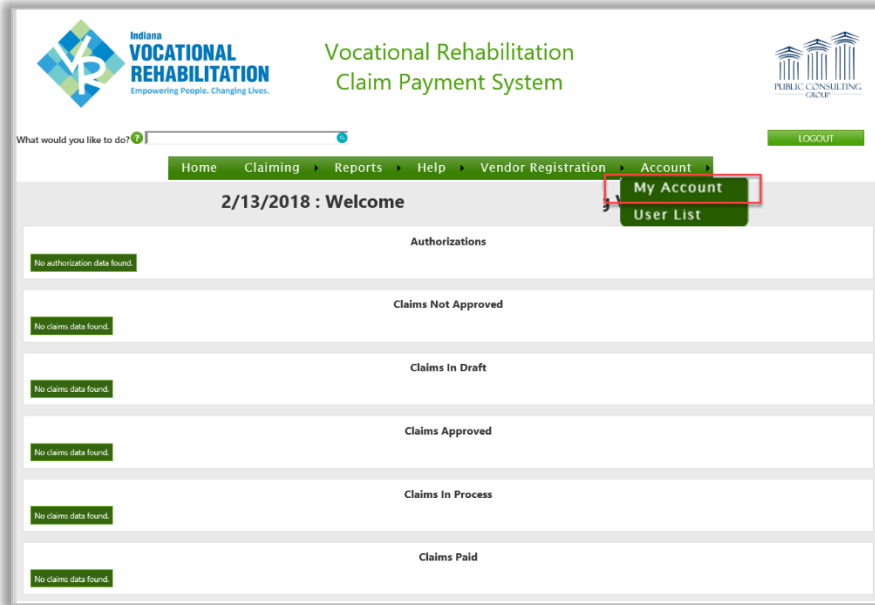 Indiana
VOCATIONAL
REHABILITATION
Empowering People. Changing Lives.
VR
Vocational Rehabilitation
Claim Payment System
PUBLIC CONSULTING
GROUP
What would you like to do?
?
LOGOUT
Home Claiming Reports Help Vendor Registration Account
My Account
User List
2/13/2018 : Welcome
Authorizations
No authorization data found.
Claims Not Approved
No claims data found.
Claims In Draft
No claims data found.
Claims Approved
No claims data found.
Claims In Process
No claims data found.
Claims Paid
No claims data found.